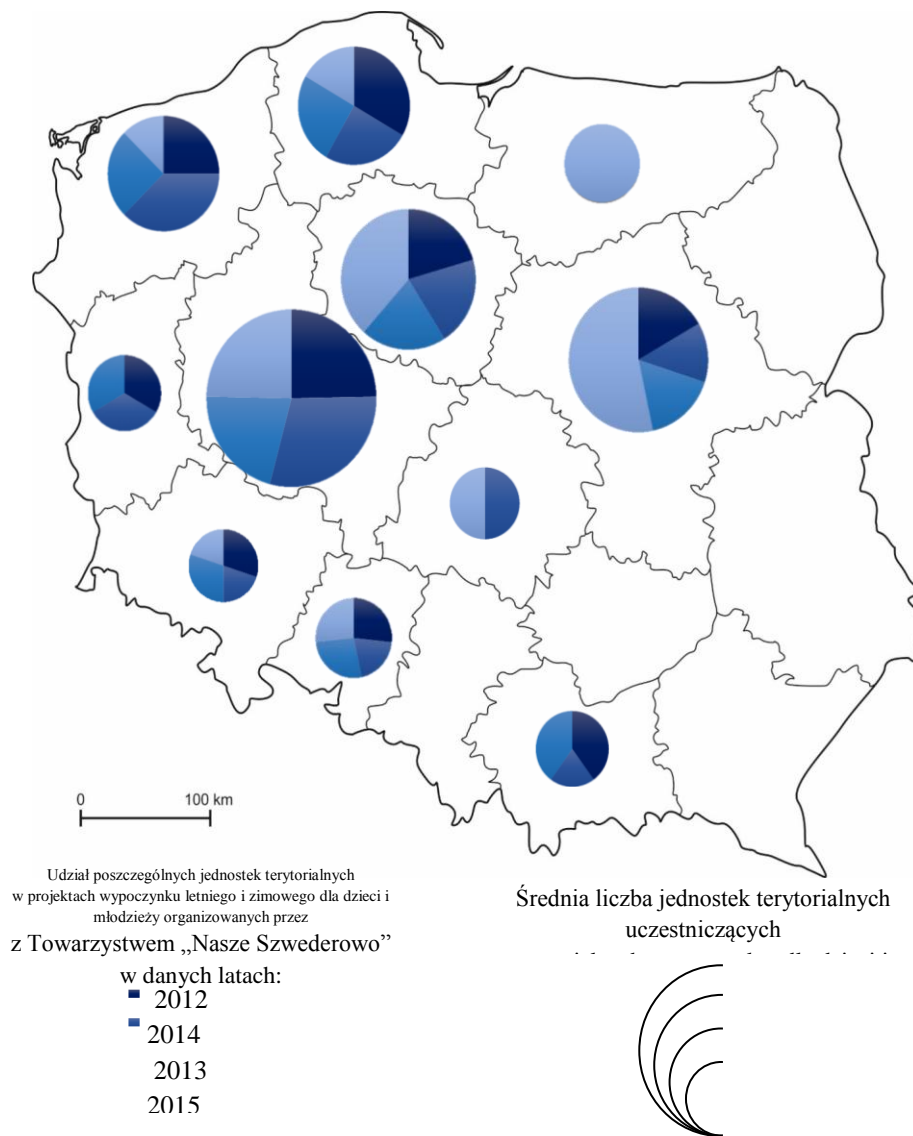 0 100 km
Udział poszczególnych jednostek terytorialnych
w projektach wypoczynku letniego i zimowego dla dzieci i
młodzieży organizowanych przez
z Towarzystwem „Nasze Szwederowo”
w danych latach:
2012
2014
2013
2015
Średnia liczba jednostek terytorialnych
uczestniczących